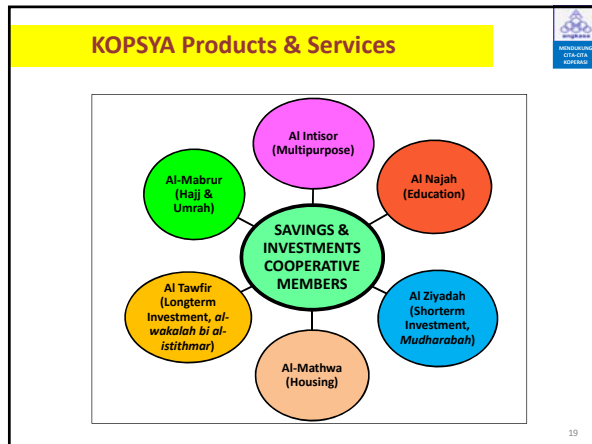 KOPSYA Products & Services
angkasa
MENDUKUNG
CITA-CITA
KOPERASI
Al Intisor
(Multipurpose)
Al-Mabrur
(Hajj &
Umrah)
Al Najah
(Education)
SAVINGS &
INVESTMENTS
COOPERATIVE
MEMBERS
Al Tawfir
(Longterm
Investment, al-
wakalah bi al-
istithmar)
Al Ziyadah
(Shorterm
Investment,
Mudharabah)
Al-Mathwa
(Housing)
19